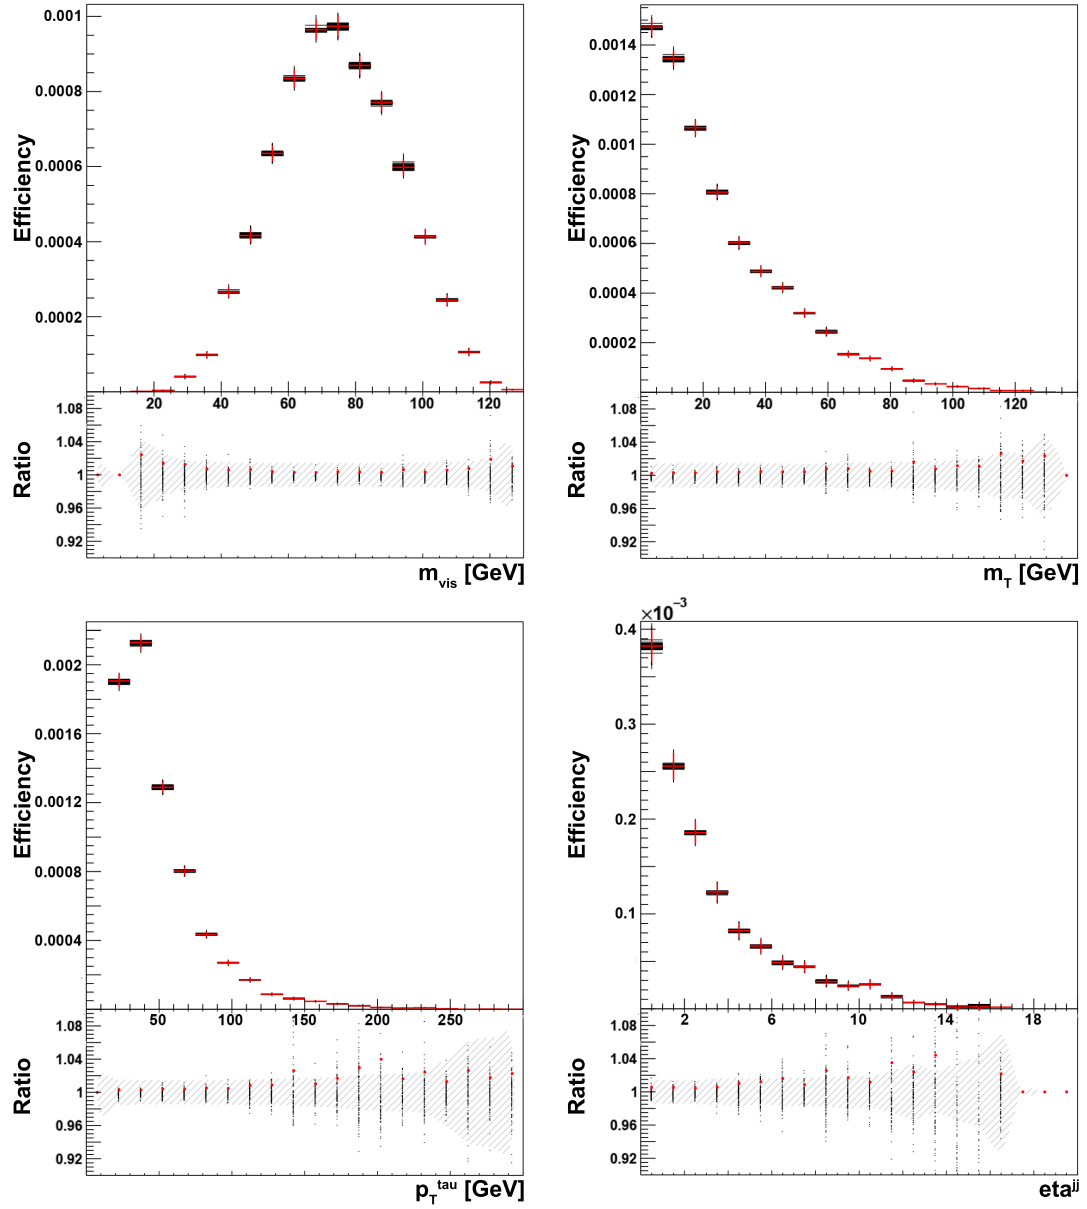 0.001
0.0008
0.0006
0.0004
0.0002
Efficiency
20 40 60 80 100 120
1.08
1.04
1
0.96
0.92
Ratio
m_vis [GeV]
0.0014
0.0012
0.001
0.0008
0.0006
0.0004
0.0002
Efficiency
20 40 60 80 100 120
1.08
1.04
1
0.96
0.92
Ratio
m_T [GeV]
0.002
0.0016
0.0012
0.0008
0.0004
Efficiency
50 100 150 200 250
1.08
1.04
1
0.96
0.92
Ratio
p_T^tau [GeV]
×10^−3
0.4
0.3
0.2
0.1
Efficiency
2 6 10 14 18
1.08
1.04
1
0.96
0.92
Ratio
eta^jj